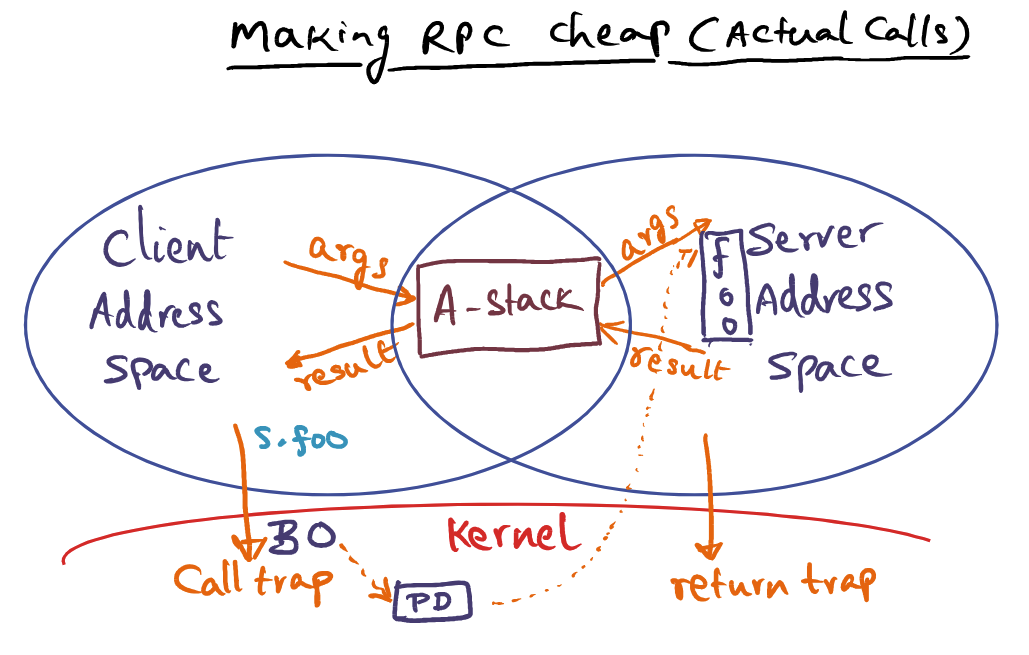 Making RPC cheap (Actual Calls)
Client
Address
space
args
result
A-stack
args
result
foo
Server
Address
space
s.foo
BO
Kernel
Call trap
PD
return trap